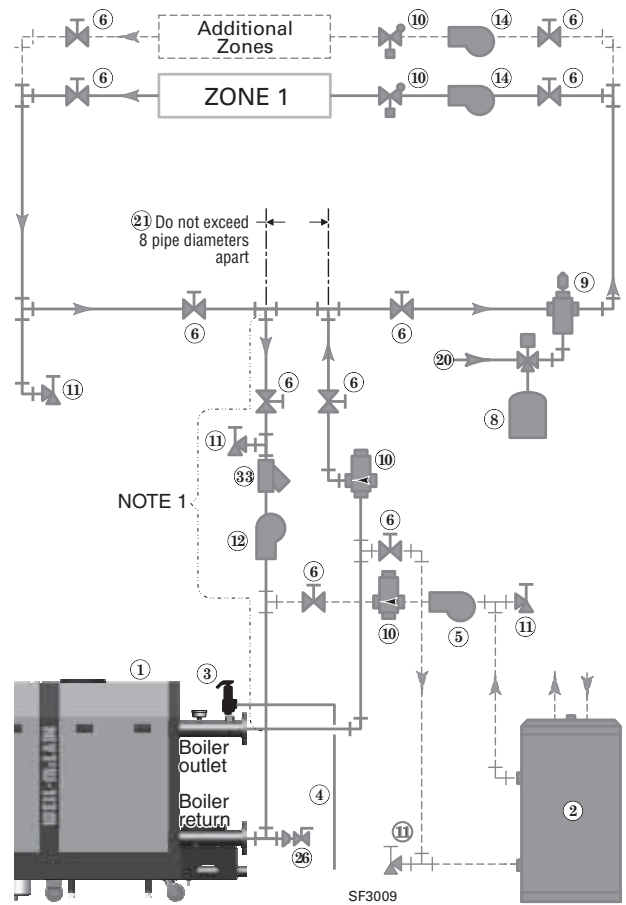 6
10
14
6
Additional
Zones
6
10
14
6
ZONE 1
21 Do not exceed
8 pipe diameters
apart
9
6
6
20
11
6
6
8
11
10
33
NOTE 1
6
12
6
10
5
11
1
3
Boiler
outlet
WEIL-McLAIN
4
2
Boiler
return
26
11
SF3009